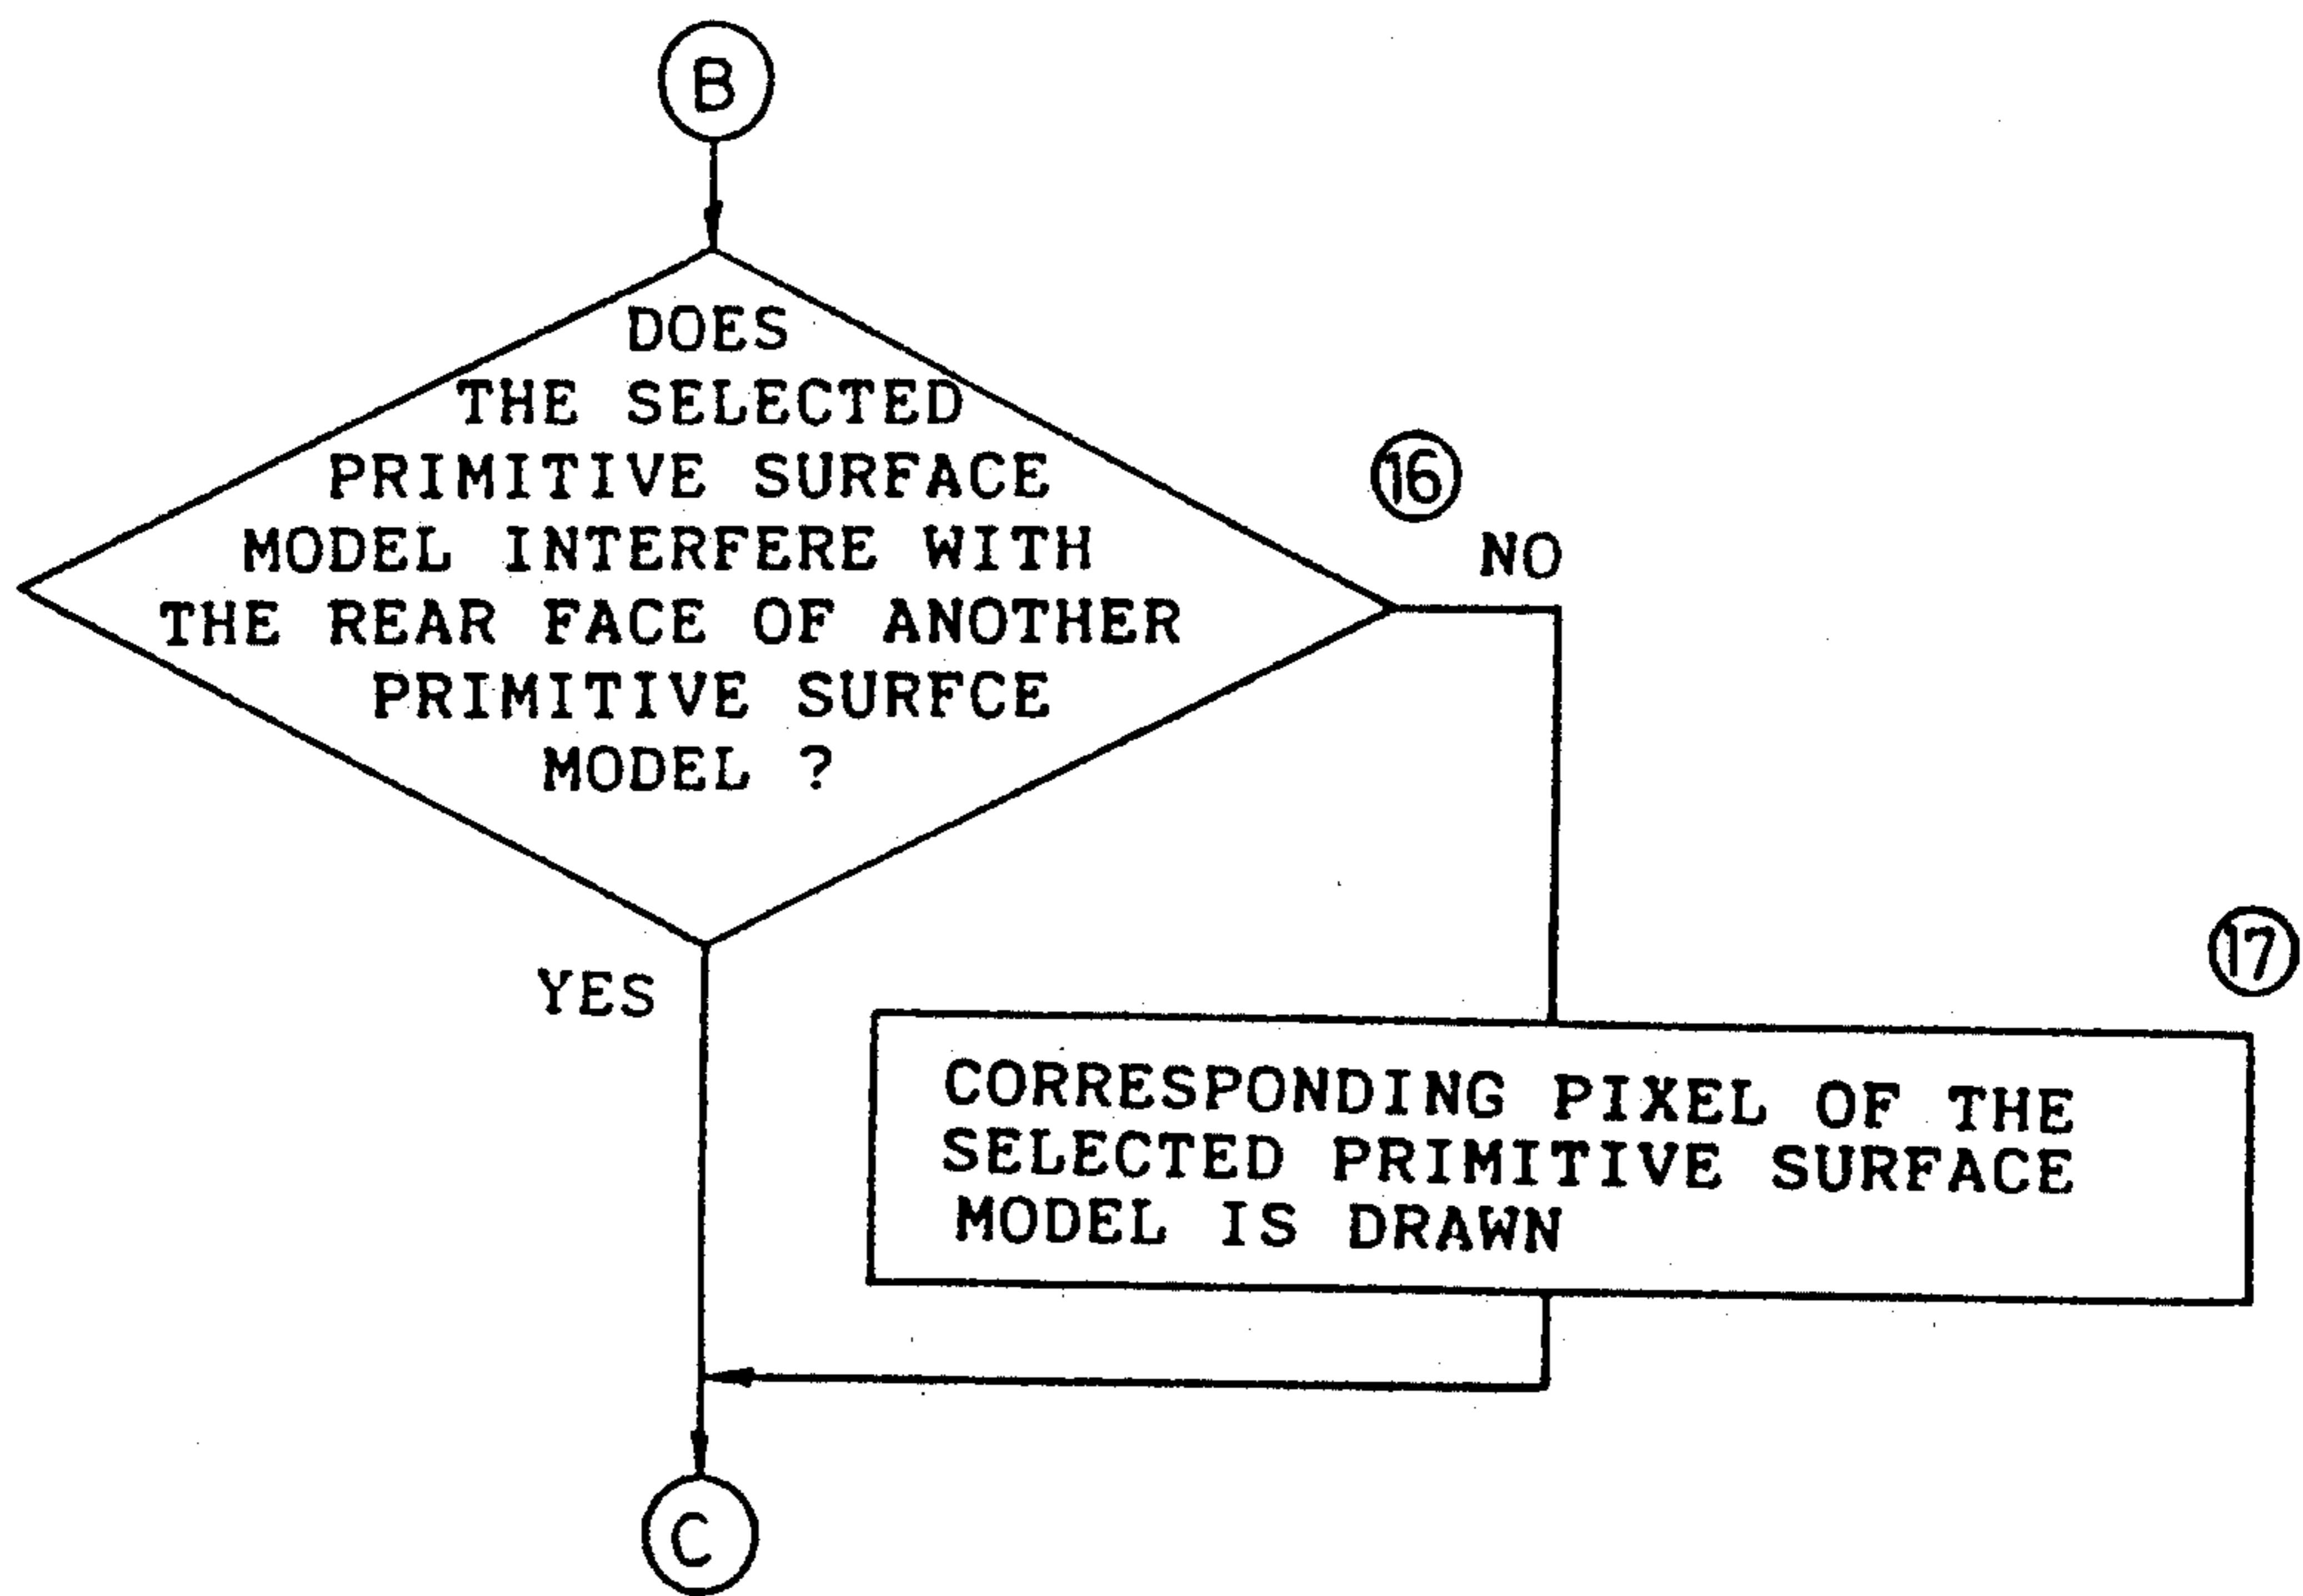 B
DOES
THE SELECTED
PRIMITIVE SURFACE
MODEL INTERFERE WITH
THE REAR FACE OF ANOTHER
PRIMITIVE SURFCE
MODEL ?
16
NO
YES
17
CORRESPONDING PIXEL OF THE
SELECTED PRIMITIVE SURFACE
MODEL IS DRAWN
C